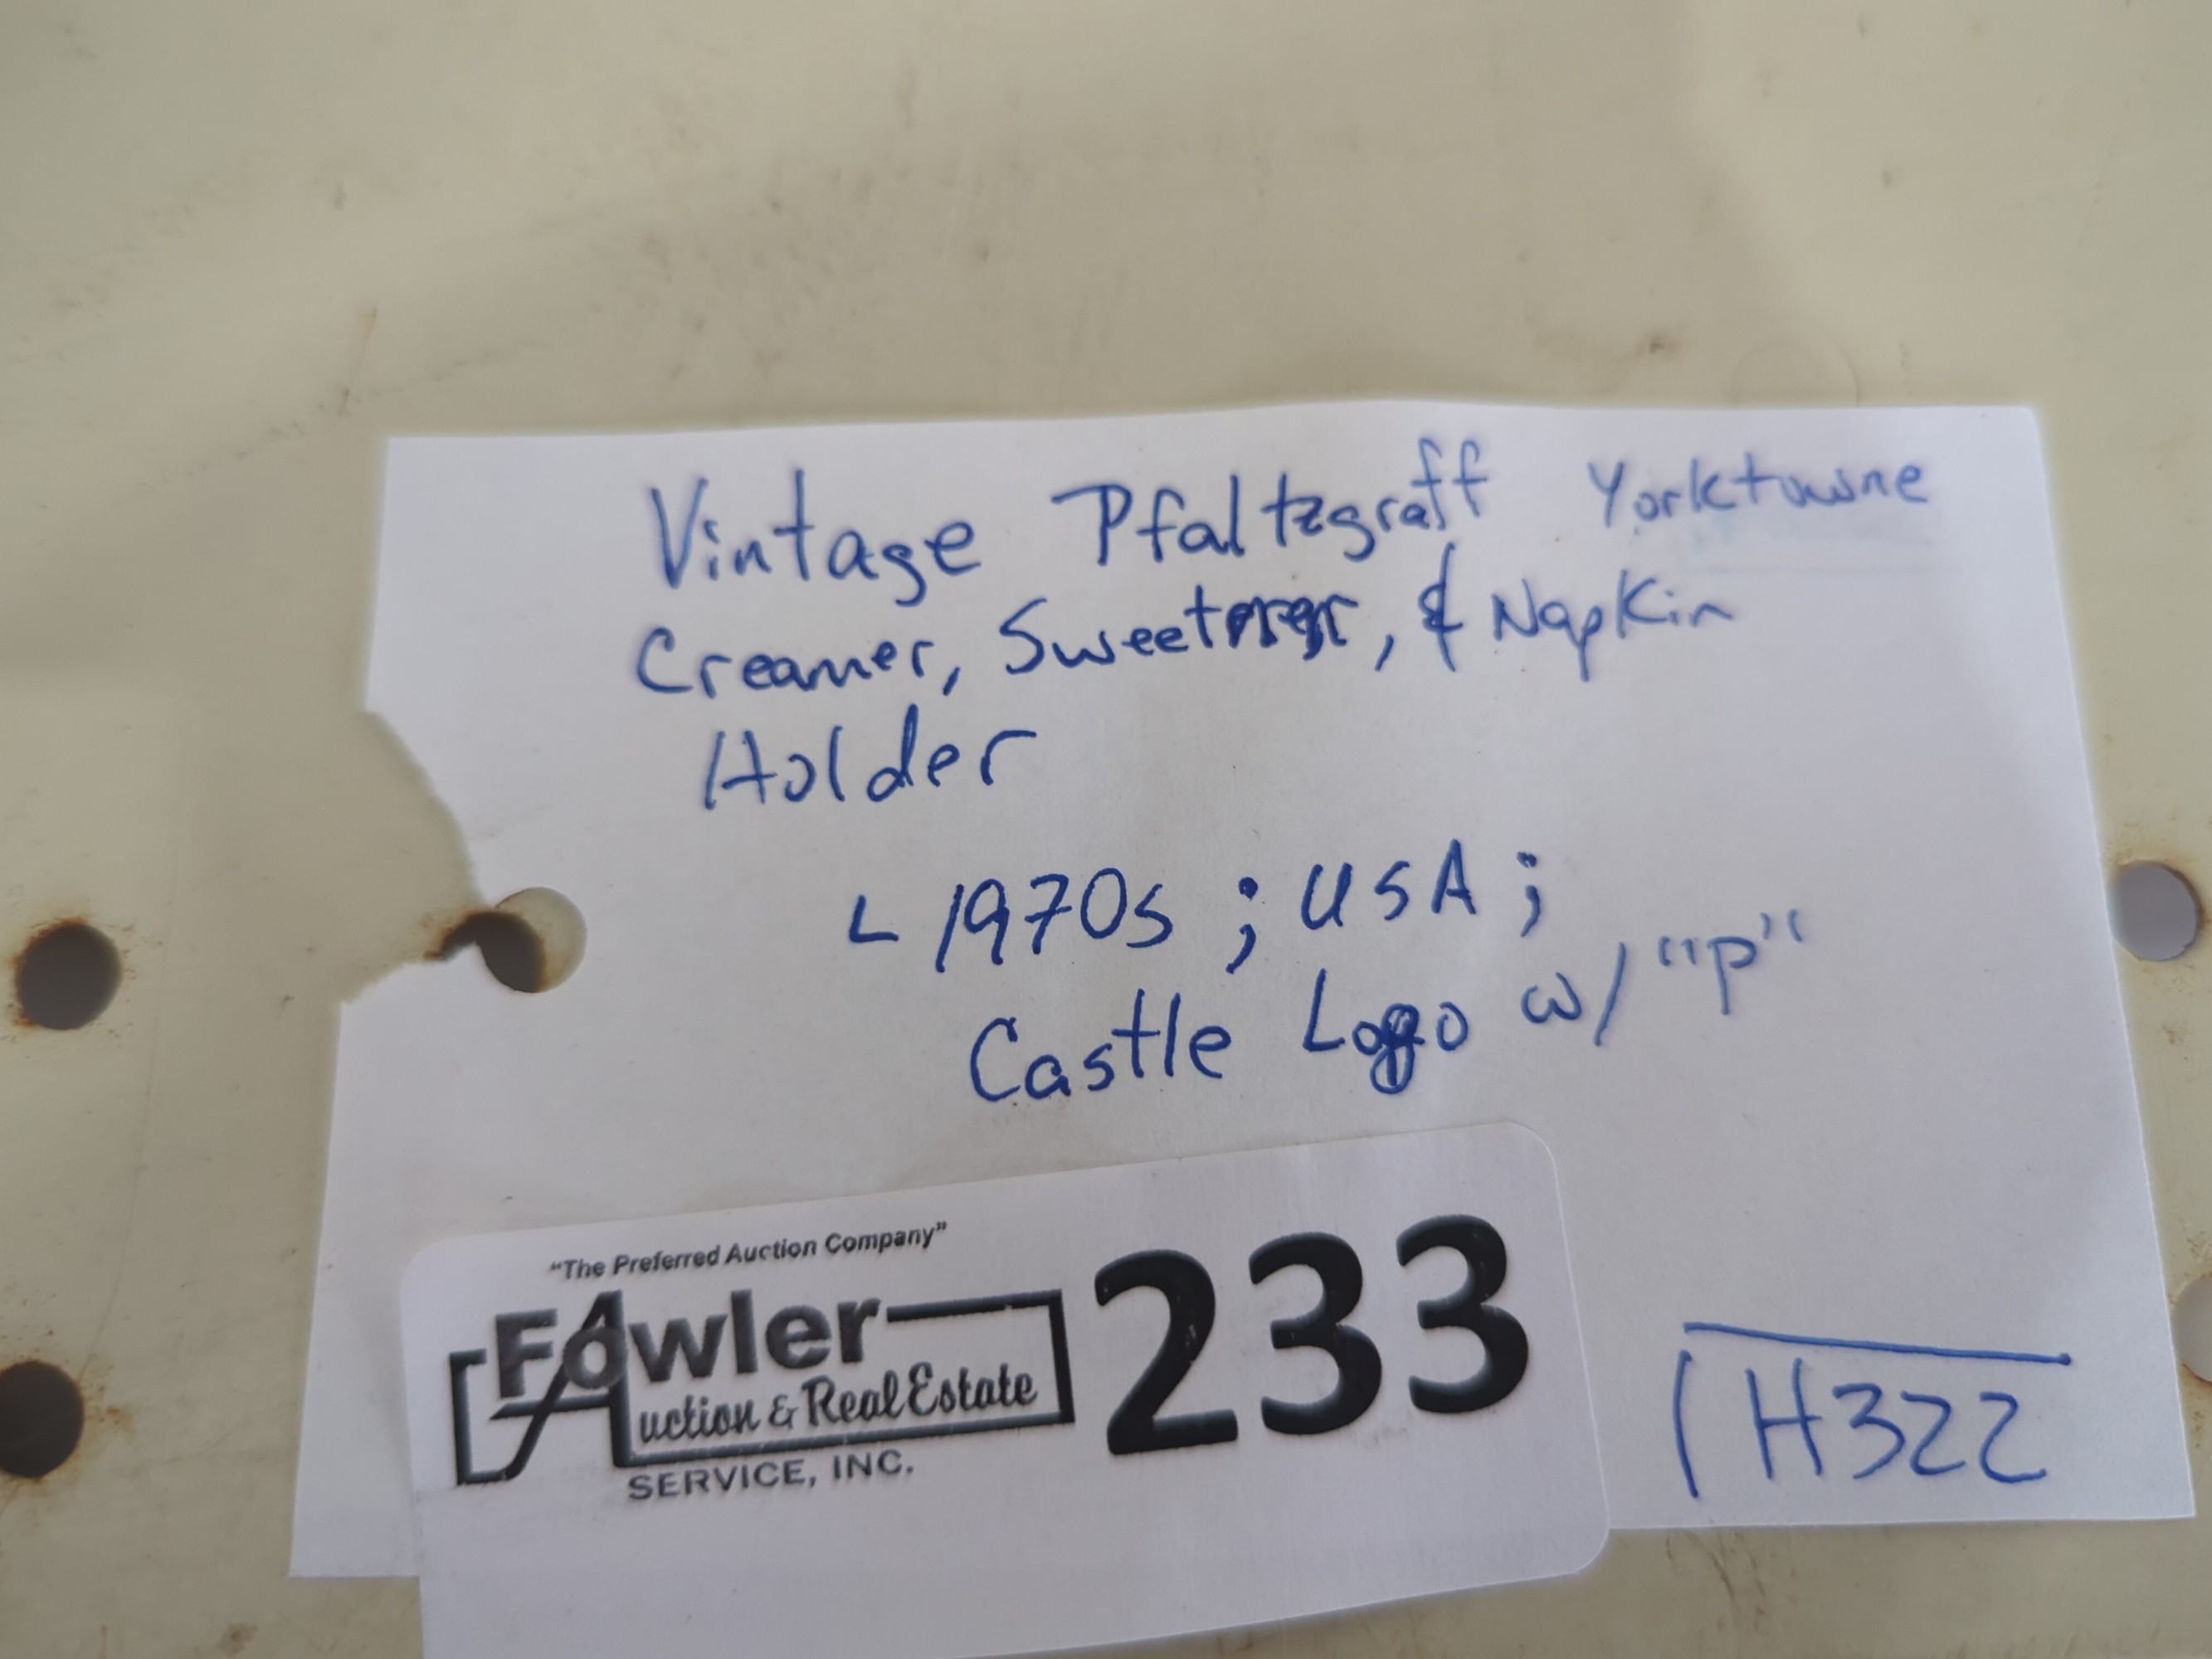 Vintage Pfaltzgraff Yorktowne
Creamer, Sweetener, & Napkin
Holder
1970s ; USA ;
Castle Logo w/ "P"
"The Preferred Auction Company"
Fowler
Auction & Real Estate
SERVICE, INC.
233
H322